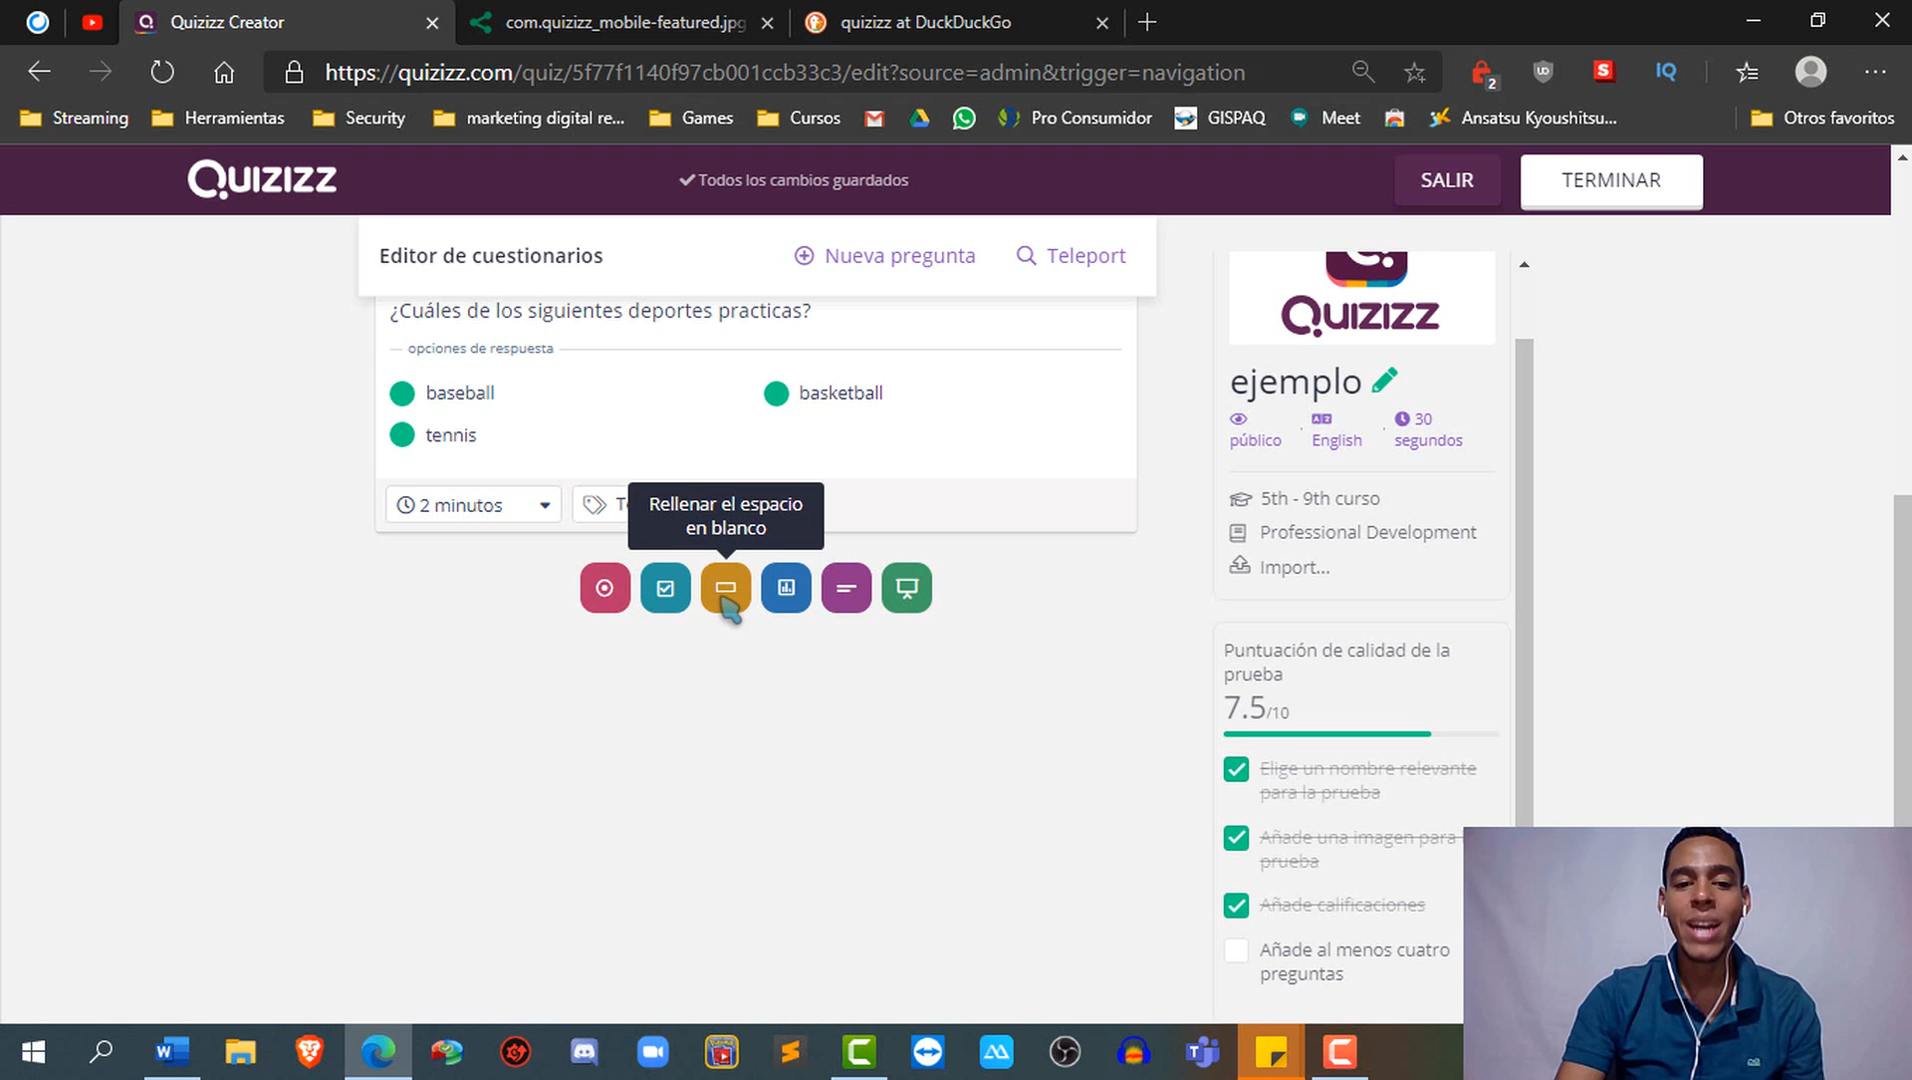 Quizizz Creator
com.quizizz_mobile-featured.jpg
quizizz at DuckDuckGo
https://quizizz.com/quiz/5f77f1140f97cb001ccb33c3/edit?source=admin&trigger=navigation
2
UD
S
IQ
Streaming
Herramientas
Security
marketing digital re...
Games
Cursos
Pro Consumidor
GISPAQ
Meet
Ansatsu Kyoushitsu...
Otros favoritos
QUIZIZZ
Todos los cambios guardados
SALIR
TERMINAR
Editor de cuestionarios
Nueva pregunta
Teleport
¿Cuáles de los siguientes deportes practicas?
opciones de respuesta
baseball
basketball
tennis
2 minutos
Rellenar el espacio
en blanco
QUIZIZZ
ejemplo
público
English
30
segundos
5th - 9th curso
Professional Development
Import...
Puntuación de calidad de la
prueba
7.5/10
Elige un nombre relevante
para la prueba
Añade una imagen para
prueba
Añade calificaciones
Añade al menos cuatro
preguntas